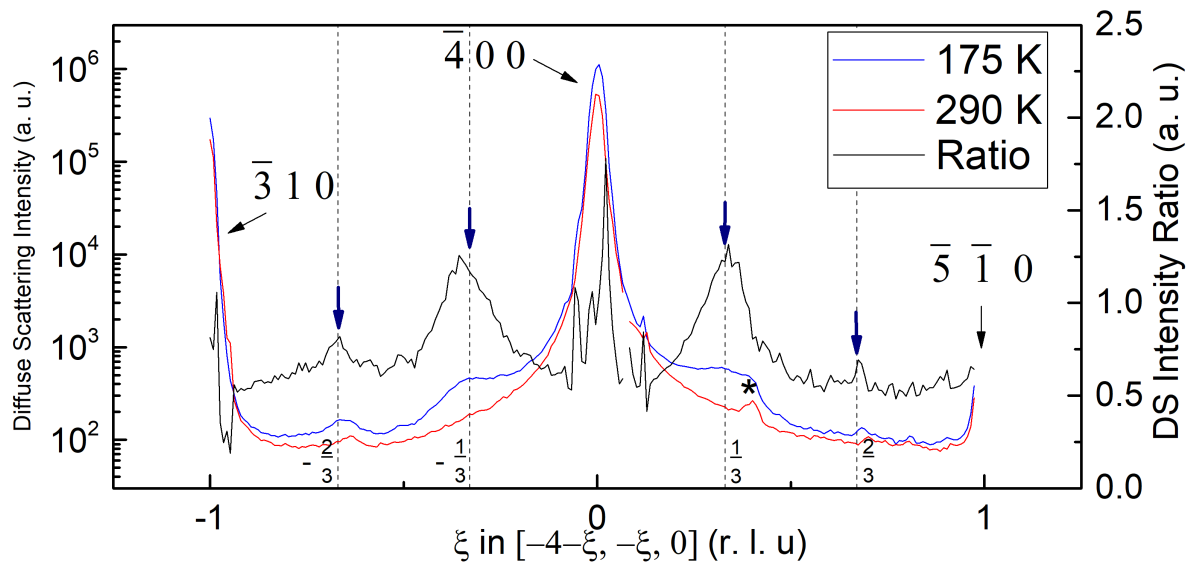 Diffuse Scattering Intensity (a. u.)
10⁶
10⁵
10⁴
10³
10²
4̅ 0 0
3̅ 1 0
5̅ 1̅ 0
175 K
290 K
Ratio
*
- 2/3
- 1/3
1/3
2/3
-1
0
1
ξ in [–4–ξ, –ξ, 0] (r. l. u)
2.5
2.0
1.5
1.0
0.5
0.0
DS Intensity Ratio (a. u.)